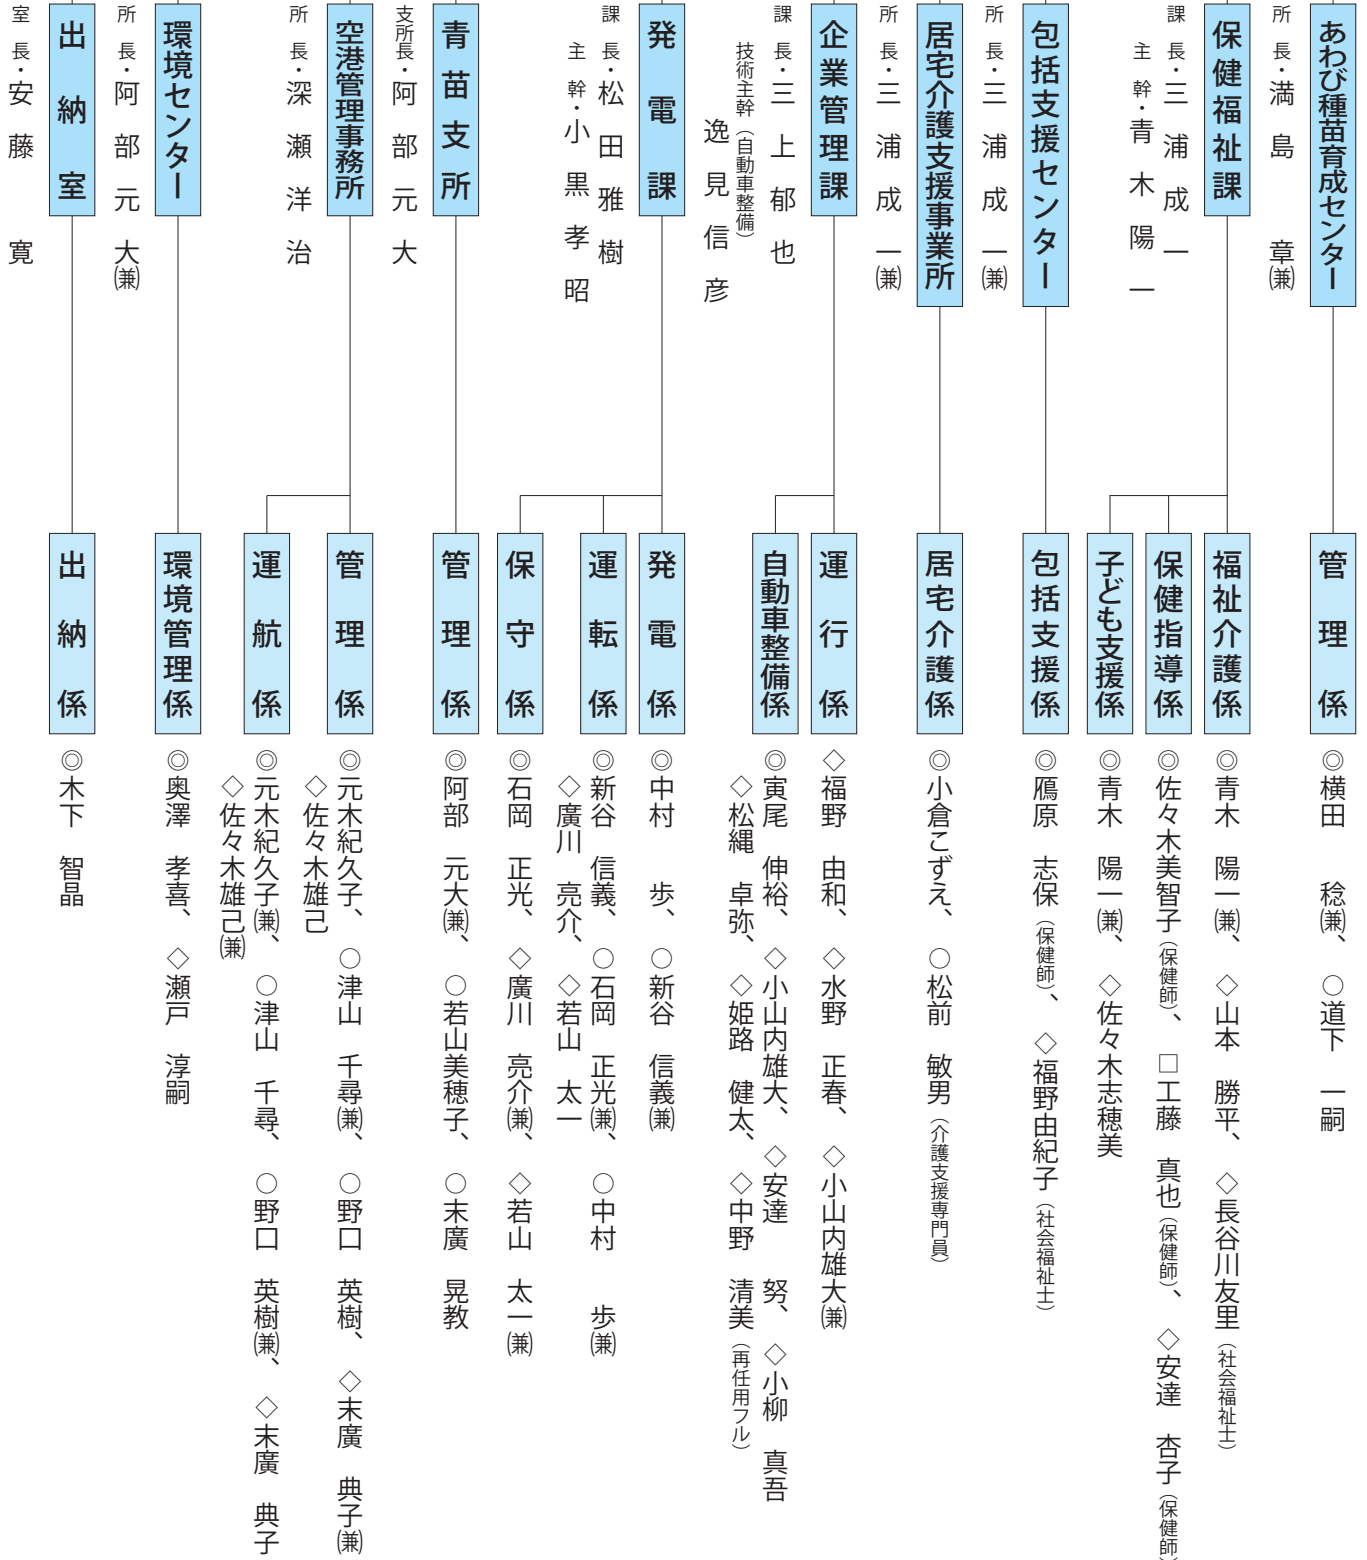 あわび種苗育成センター
所　長・満　島　　章㈱
管　理　係
◎横田　　稔㈱、○道下　一嗣
保健福祉課
課　長・三　浦　成　一
主　幹・青　木　陽　一
福祉介護係
◎青木　陽一㈱、◇山本　勝平、◇長谷川友里（社会福祉士）
保健指導係
◎佐々木美智子（保健師）、□工藤　真也（保健師）、◇安達　杏子（保健師）
子ども支援係
◎青木　陽一㈱、◇佐々木志穂美
包括支援センター
所　長・三　浦　成　一㈱
包括支援係
◎鴈原　志保（保健師）、◇福野由紀子（社会福祉士）
居宅介護支援事業所
所　長・三　浦　成　一㈱
居宅介護係
◎小倉こずえ、○松前　敏男（介護支援専門員）
企業管理課
課　長・三　上　郁　也
技術主幹（自動車整備）
逸　見　信　彦
運　行　係
◇福野　由和、◇水野　正春、◇小山内雄大㈱
自動車整備係
◎寅尾　伸裕、◇小山内雄大、◇安達　　努、◇小柳　真吾
◇松縄　卓弥、◇姫路　健太、◇中野　清美（再任用フル）
発　電　課
課　長・松　田　雅　樹
主　幹・小　黒　孝　昭
発　電　係
◎中村　　歩、○新谷　信義㈱
運　転　係
◎新谷　信義、○石岡　正光㈱、○中村　　歩㈱
◇廣川　亮介、◇若山　太一
保　守　係
◎石岡　正光、◇廣川　亮介㈱、◇若山　太一㈱
青　苗　支　所
支所長・阿　部　元　大
管　理　係
◎阿部　元大㈱、○若山美穂子、○末廣　晃教
空港管理事務所
所　長・深　瀬　洋　治
管　理　係
◎元木紀久子、○津山　千尋㈱、○野口　英樹、◇末廣　典子㈱
◇佐々木雄己
運　航　係
◎元木紀久子㈱、○津山　千尋、○野口　英樹㈱、◇末廣　典子
◇佐々木雄己㈱
環境センター
所　長・阿　部　元　大㈱
環境管理係
◎奥澤　孝喜、◇瀬戸　淳嗣
出　納　室
室　長・安　藤　　寛
出　納　係
◎木下　智晶